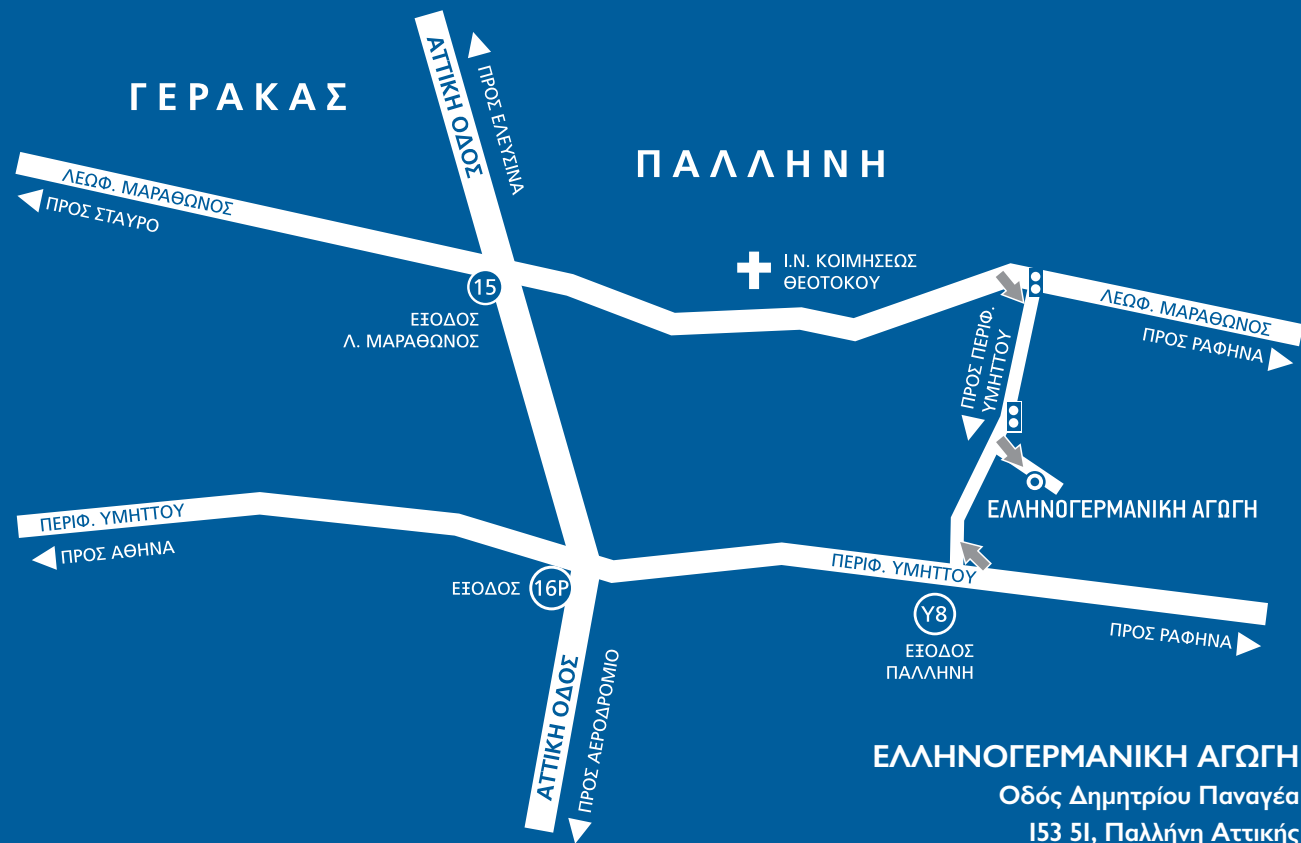 ΓΕΡΑΚΑΣ
ΑΤΤΙΚΗ ΟΔΟΣ
ΠΡΟΣ ΕΛΕΥΣΙΝΑ
ΠΑΛΛΗΝΗ
ΛΕΩΦ. ΜΑΡΑΘΩΝΟΣ
ΠΡΟΣ ΣΤΑΥΡΟ
Ι.Ν. ΚΟΙΜΗΣΕΩΣ
ΘΕΟΤΟΚΟΥ
15
ΕΞΟΔΟΣ
Λ. ΜΑΡΑΘΩΝΟΣ
ΛΕΩΦ. ΜΑΡΑΘΩΝΟΣ
ΠΡΟΣ ΡΑΦΗΝΑ
ΠΡΟΣ ΠΕΡΙΦ.
ΥΜΗΤΤΟΥ
ΕΛΛΗΝΟΓΕΡΜΑΝΙΚΗ ΑΓΩΓΗ
ΠΕΡΙΦ. ΥΜΗΤΤΟΥ
ΠΡΟΣ ΑΘΗΝΑ
ΕΞΟΔΟΣ 16Ρ
ΠΕΡΙΦ. ΥΜΗΤΤΟΥ
Υ8
ΕΞΟΔΟΣ
ΠΑΛΛΗΝΗ
ΠΡΟΣ ΡΑΦΗΝΑ
ΑΤΤΙΚΗ ΟΔΟΣ
ΠΡΟΣ ΑΕΡΟΔΡΟΜΙΟ
ΕΛΛΗΝΟΓΕΡΜΑΝΙΚΗ ΑΓΩΓΗ
Οδός Δημητρίου Παναγέα
153 51, Παλλήνη Αττικής